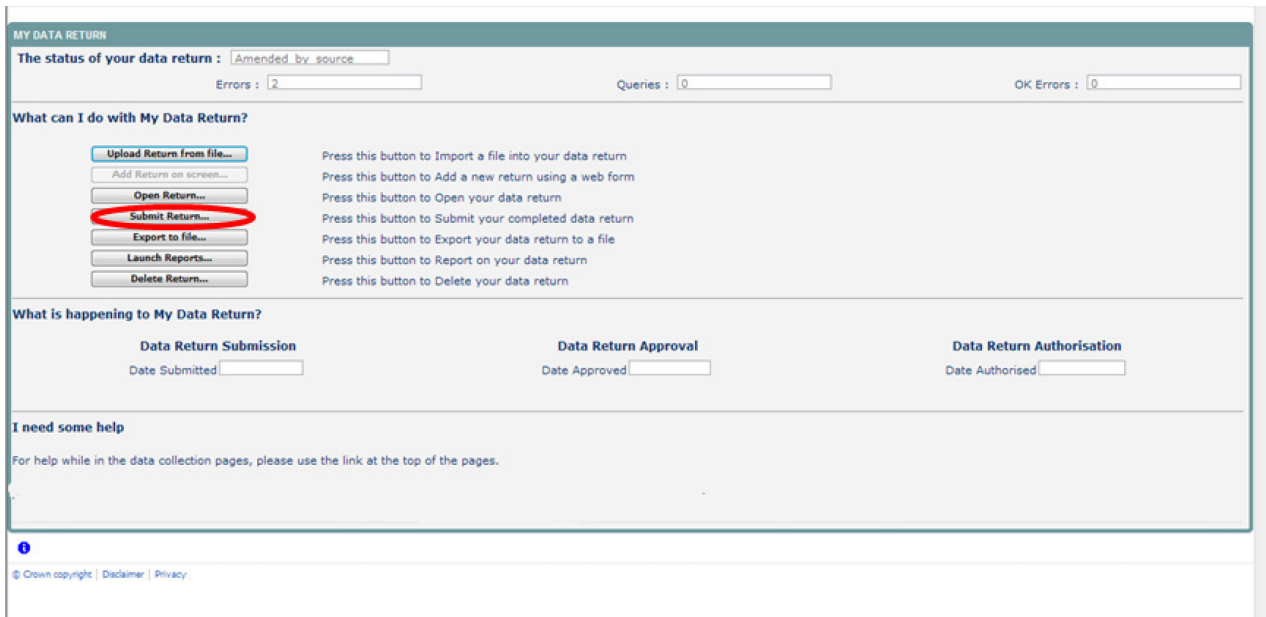 MY DATA RETURN
The status of your data return : Amended by source
Errors : 2 Queries : 0 OK Errors : 0
What can I do with My Data Return?
Upload Return from file... Press this button to Import a file into your data return
Add Return on screen... Press this button to Add a new return using a web form
Open Return... Press this button to Open your data return
Submit Return... Press this button to Submit your completed data return
Export to file... Press this button to Export your data return to a file
Launch Reports... Press this button to Report on your data return
Delete Return... Press this button to Delete your data return
What is happening to My Data Return?
Data Return Submission Data Return Approval Data Return Authorisation
Date Submitted Date Approved Date Authorised
I need some help
For help while in the data collection pages, please use the link at the top of the pages.
© Crown copyright | Disclaimer | Privacy